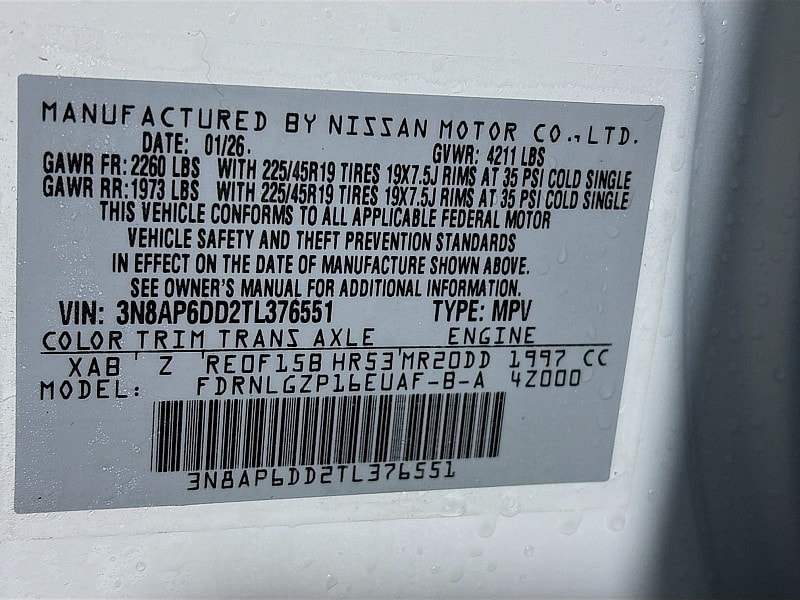 MANUFACTURED BY NISSAN MOTOR CO.,LTD.
DATE: 01/26. GVWR: 4211 LBS
GAWR FR: 2260 LBS WITH 225/45R19 TIRES 19X7.5J RIMS AT 35 PSI COLD SINGLE
GAWR RR: 1973 LBS WITH 225/45R19 TIRES 19X7.5J RIMS AT 35 PSI COLD SINGLE
THIS VEHICLE CONFORMS TO ALL APPLICABLE FEDERAL MOTOR
VEHICLE SAFETY AND THEFT PREVENTION STANDARDS
IN EFFECT ON THE DATE OF MANUFACTURE SHOWN ABOVE.
SEE OWNER'S MANUAL FOR ADDITIONAL INFORMATION.
VIN: 3N8AP6DD2TL376551 TYPE: MPV
COLOR TRIM TRANS AXLE ENGINE
XAB Z RE0F15B HR53 MR20DD 1997 CC
MODEL: FDRNLGZP16EUAF-B-A 4Z000
3N8AP6DD2TL376551